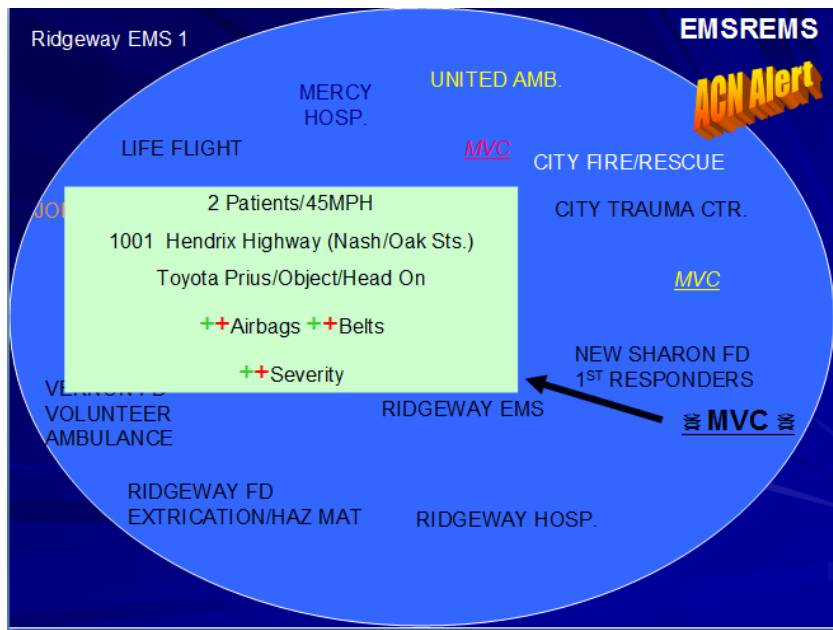 Ridgeway EMS 1
EMSREMS
ACN Alert
UNITED AMB.
MERCY
HOSP.
LIFE FLIGHT
MVC
CITY FIRE/RESCUE
CITY TRAUMA CTR.
2 Patients/45MPH
1001 Hendrix Highway (Nash/Oak Sts.)
Toyota Prius/Object/Head On
++Airbags ++Belts
++Severity
MVC
NEW SHARON FD
1ST RESPONDERS
MVC
VOLUNTEER
AMBULANCE
RIDGEWAY EMS
RIDGEWAY FD
EXTRICATION/HAZ MAT
RIDGEWAY HOSP.